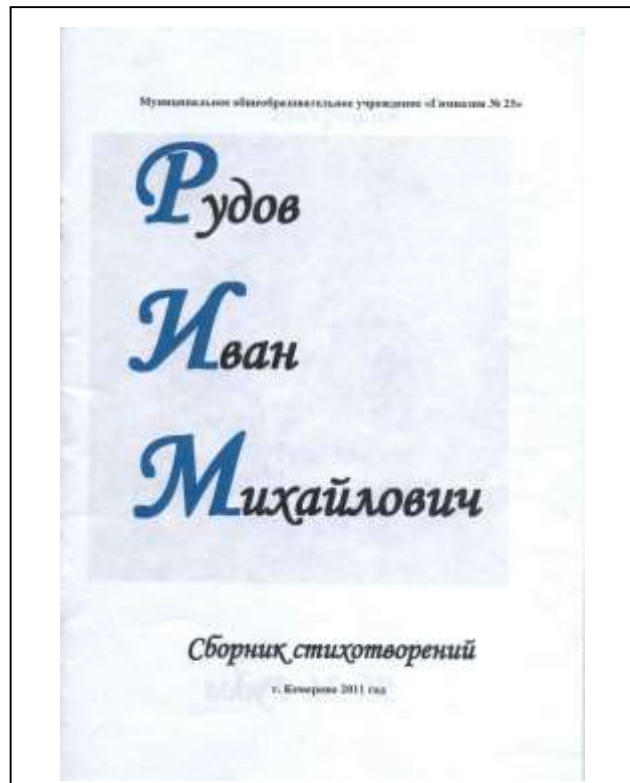 Муниципальное общеобразовательное учреждение «Гимназия № 25»
Рудов
Иван
Михайлович
Сборник стихотворений
г. Кемерово 2011 год